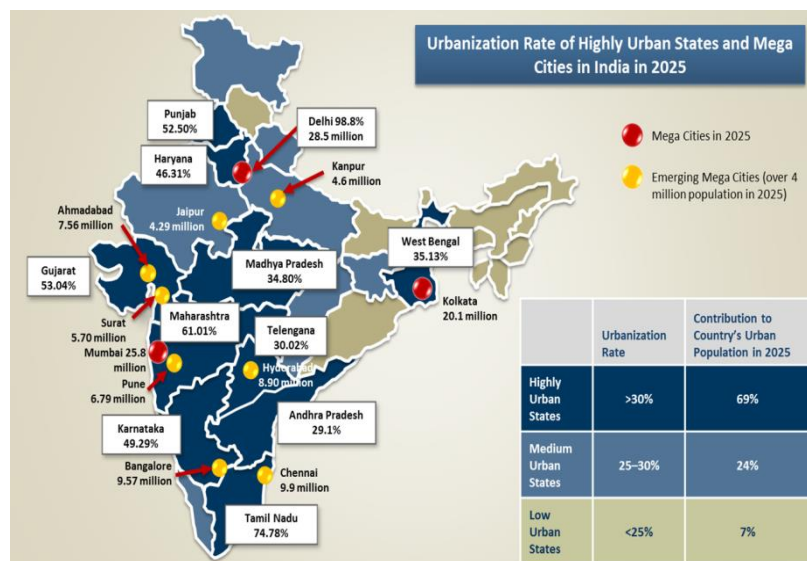 Urbanization Rate of Highly Urban States and Mega
Cities in India in 2025
Punjab
52.50%
Delhi 98.8%
28.5 million
Haryana
46.31%
Kanpur
4.6 million
Mega Cities in 2025
Emerging Mega Cities (over 4
million population in 2025)
Ahmadabad
7.56 million
Jaipur
4.29 million
Gujarat
53.04%
Madhya Pradesh
34.80%
West Bengal
35.13%
Kolkata
20.1 million
Surat
5.70 million
Maharashtra
61.01%
Telengana
30.02%
Mumbai 25.8
million
Pune
6.79 million
Hyderabad
8.90 million
Andhra Pradesh
29.1%
Karnataka
49.29%
Bangalore
9.57 million
Chennai
9.9 million
Tamil Nadu
74.78%
Urbanization
Rate
Contribution to
Country's Urban
Population in 2025
Highly
Urban
States
>30%
69%
Medium
Urban
States
25–30%
24%
Low
Urban
States
<25%
7%